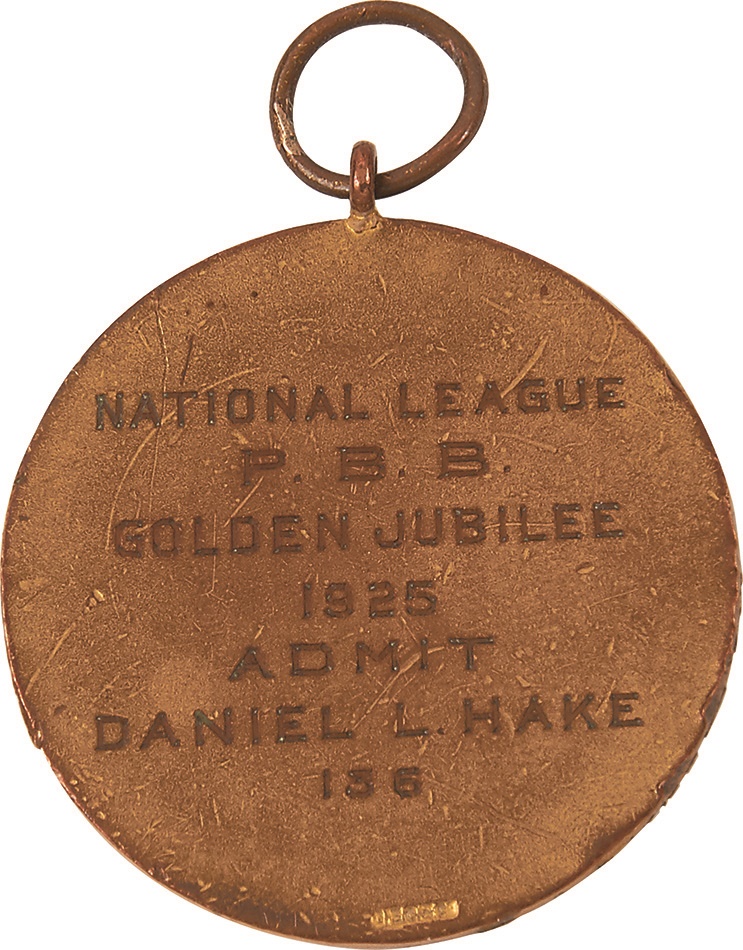 NATIONAL LEAGUE
P. B. B.
GOLDEN JUBILEE
1925
ADMIT
DANIEL L. HAKE
136